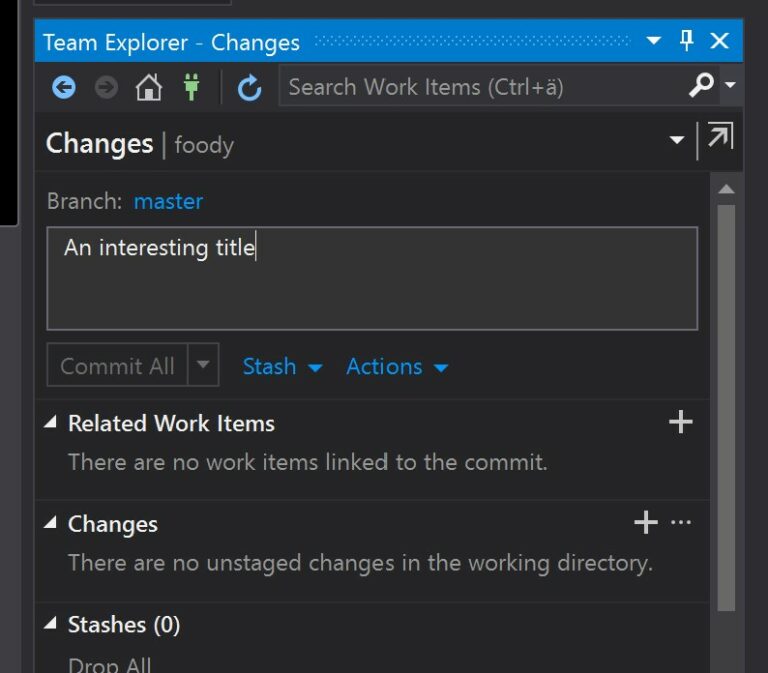 Team Explorer - Changes
Search Work Items (Ctrl+ä)
Changes | foody
Branch: master
An interesting title
Commit All Stash Actions
Related Work Items
There are no work items linked to the commit.
Changes
There are no unstaged changes in the working directory.
Stashes (0)
Drop All